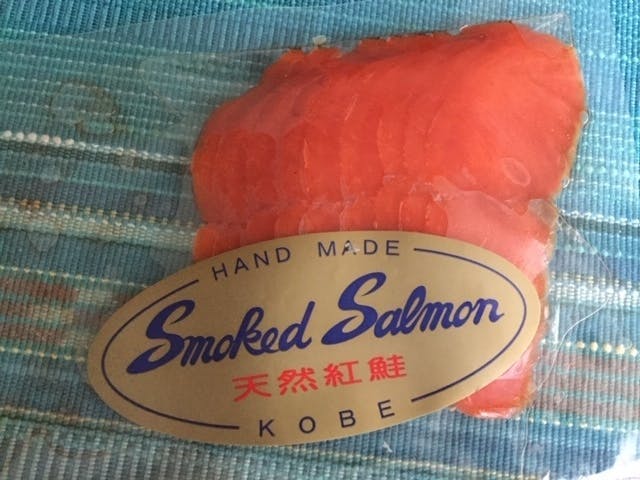 HAND MADE
Smoked Salmon
天然紅鮭
KOBE